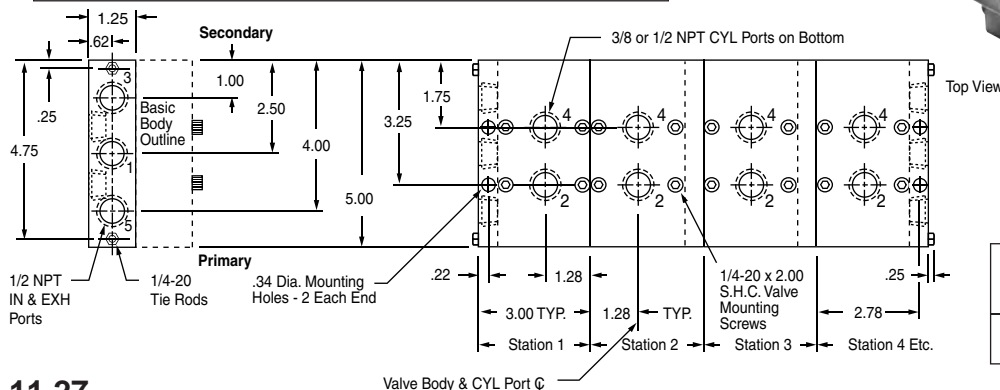 1.25
.62
3
.25
4.75
Basic
Body
Outline
1
5
Secondary
1.00
2.50
4.00
5.00
Primary
1/2 NPT
IN & EXH
Ports
1/4-20
Tie Rods
.34 Dia. Mounting
Holes - 2 Each End
3/8 or 1/2 NPT CYL Ports on Bottom
Top View
1.75
3.25
4 4 4 4
2 2 2 2
.22
1.28
3.00 TYP.
1.28 TYP.
1/4-20 x 2.00
S.H.C. Valve
Mounting
Screws
.25
2.78
Station 1 Station 2 Station 3 Station 4 Etc.
Valve Body & CYL Port ℄